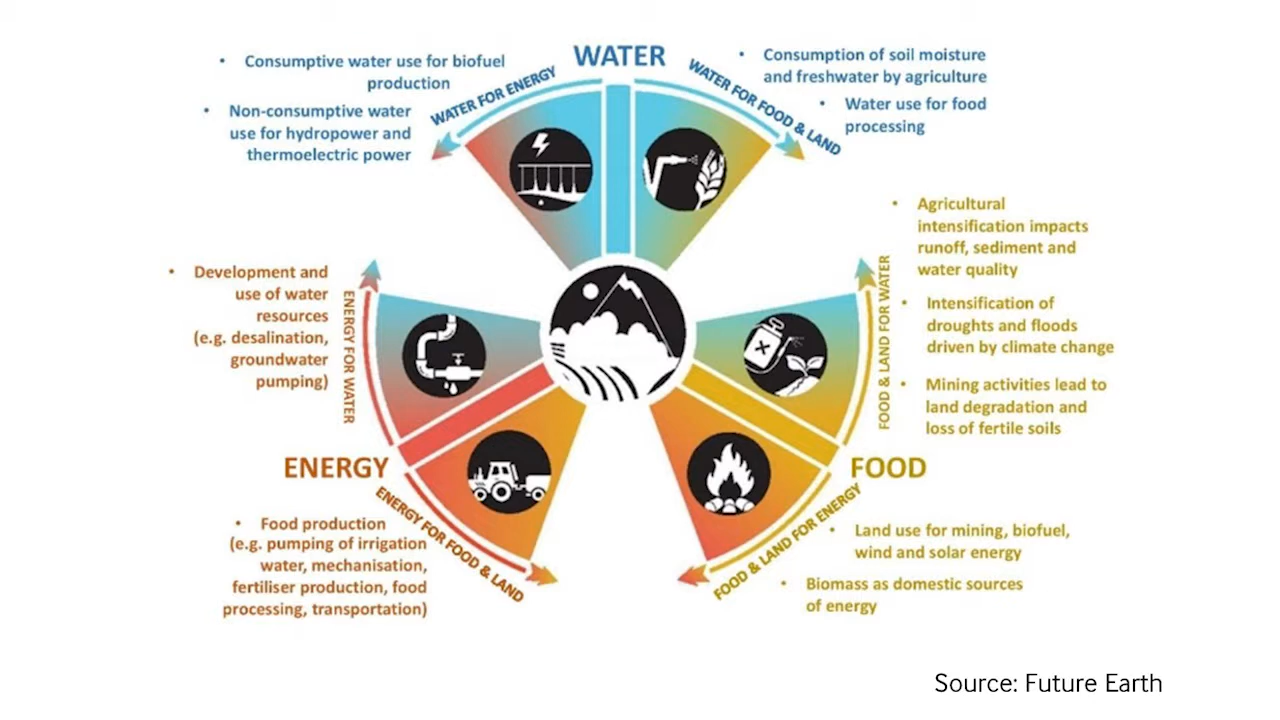 WATER
WATER FOR ENERGY
• Consumptive water use for biofuel
production
• Non-consumptive water
use for hydropower and
thermoelectric power
WATER FOR FOOD & LAND
• Consumption of soil moisture
and freshwater by agriculture
• Water use for food
processing
• Agricultural
intensification impacts
runoff, sediment and
water quality
• Intensification of
droughts and floods
driven by climate change
• Mining activities lead to
land degradation and
loss of fertile soils
FOOD & LAND FOR WATER
• Development and
use of water
resources
(e.g. desalination,
groundwater
pumping)
ENERGY FOR WATER
ENERGY
FOOD
ENERGY FOR FOOD & LAND
• Food production
(e.g. pumping of irrigation
water, mechanisation,
fertiliser production, food
processing, transportation)
FOOD & LAND FOR ENERGY
• Land use for mining, biofuel,
wind and solar energy
• Biomass as domestic sources
of energy
Source: Future Earth